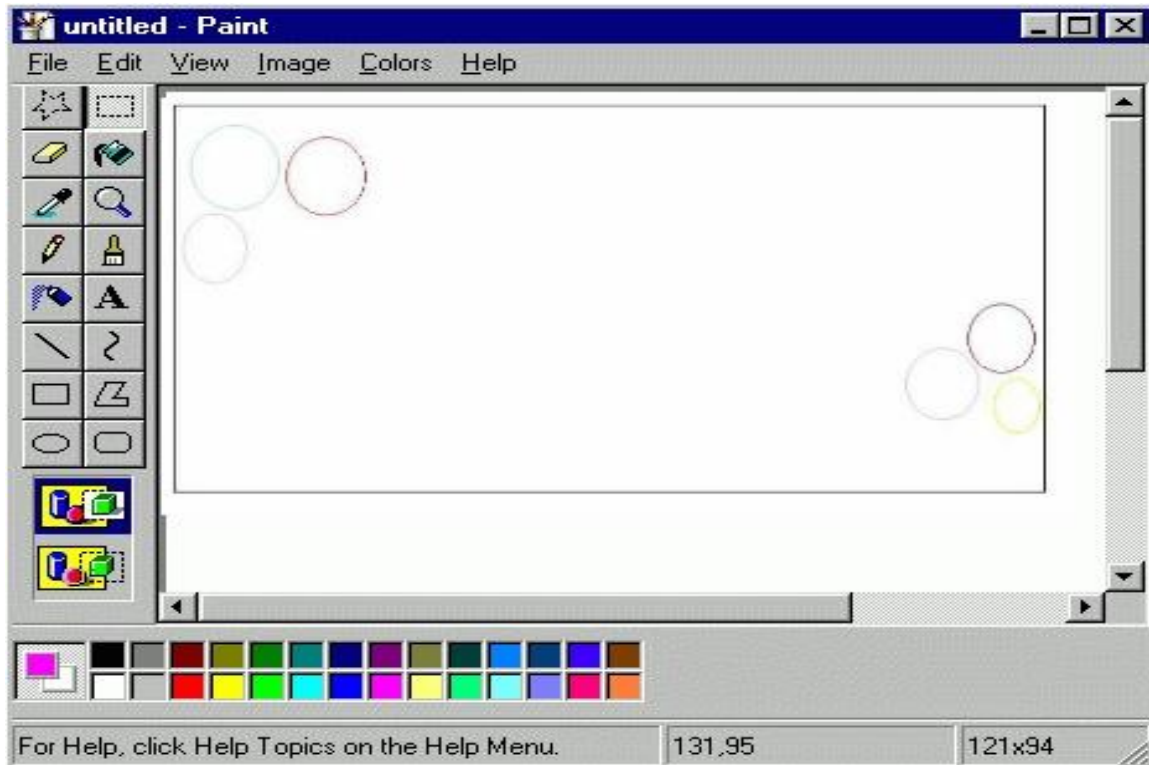 untitled - Paint
File Edit View Image Colors Help
A
For Help, click Help Topics on the Help Menu. 131,95 121x94